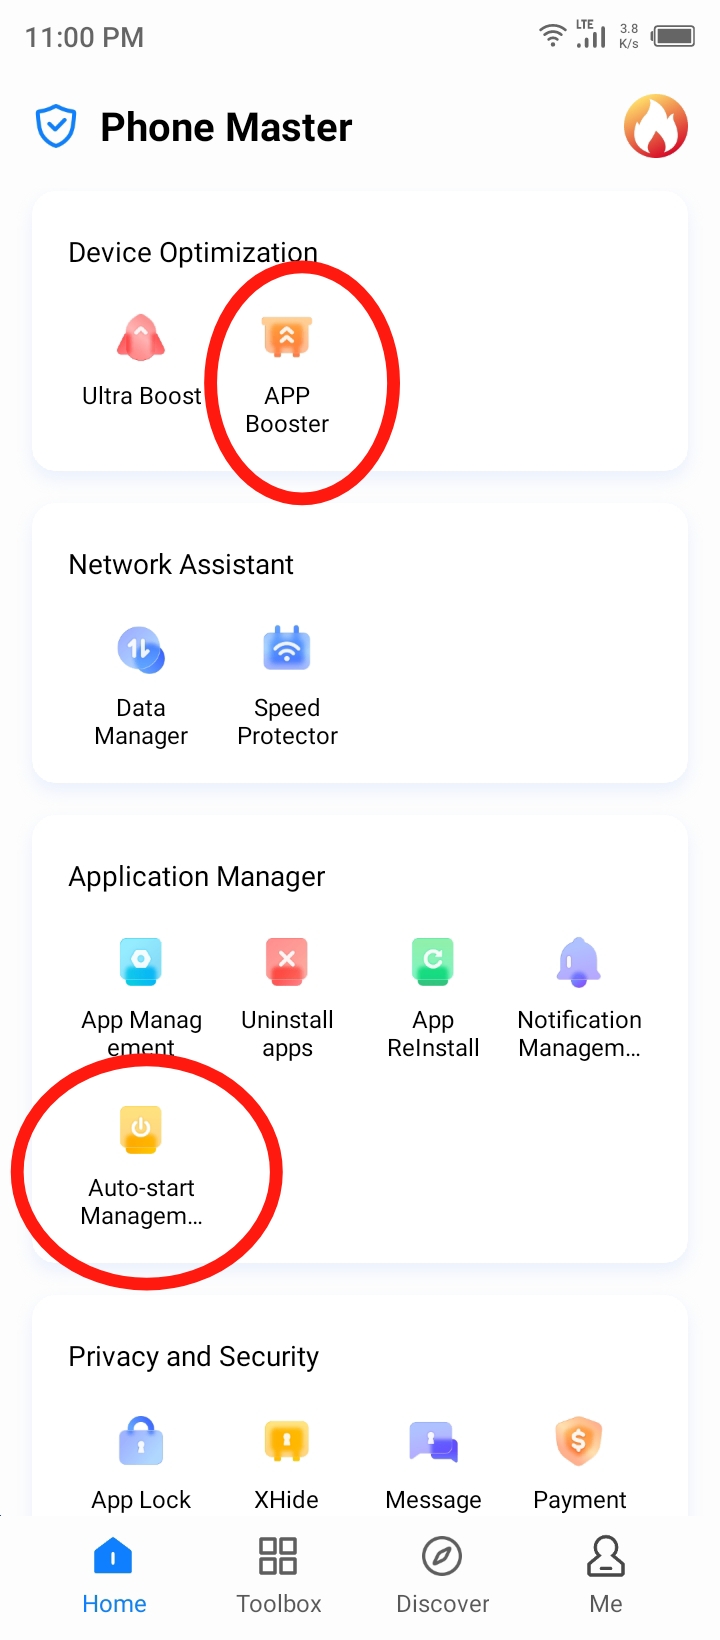 11:00 PM
LTE
3.8
K/s
Phone Master
Device Optimization
Ultra Boost
APP
Booster
Network Assistant
Data
Manager
Speed
Protector
Application Manager
App Manag
ement
Uninstall
apps
App
ReInstall
Notification
Managem...
Auto-start
Managem...
Privacy and Security
App Lock
XHide
Message
Payment
Home
Toolbox
Discover
Me